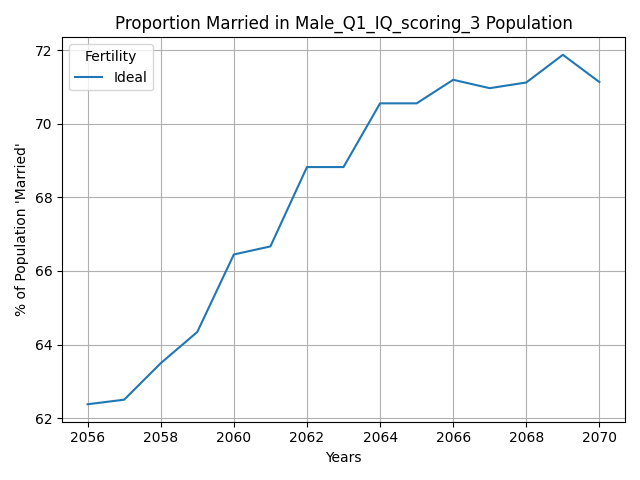 Proportion Married in Male_Q1_IQ_scoring_3 Population
Fertility
Ideal
% of Population 'Married'
72
70
68
66
64
62
2056 2058 2060 2062 2064 2066 2068 2070
Years